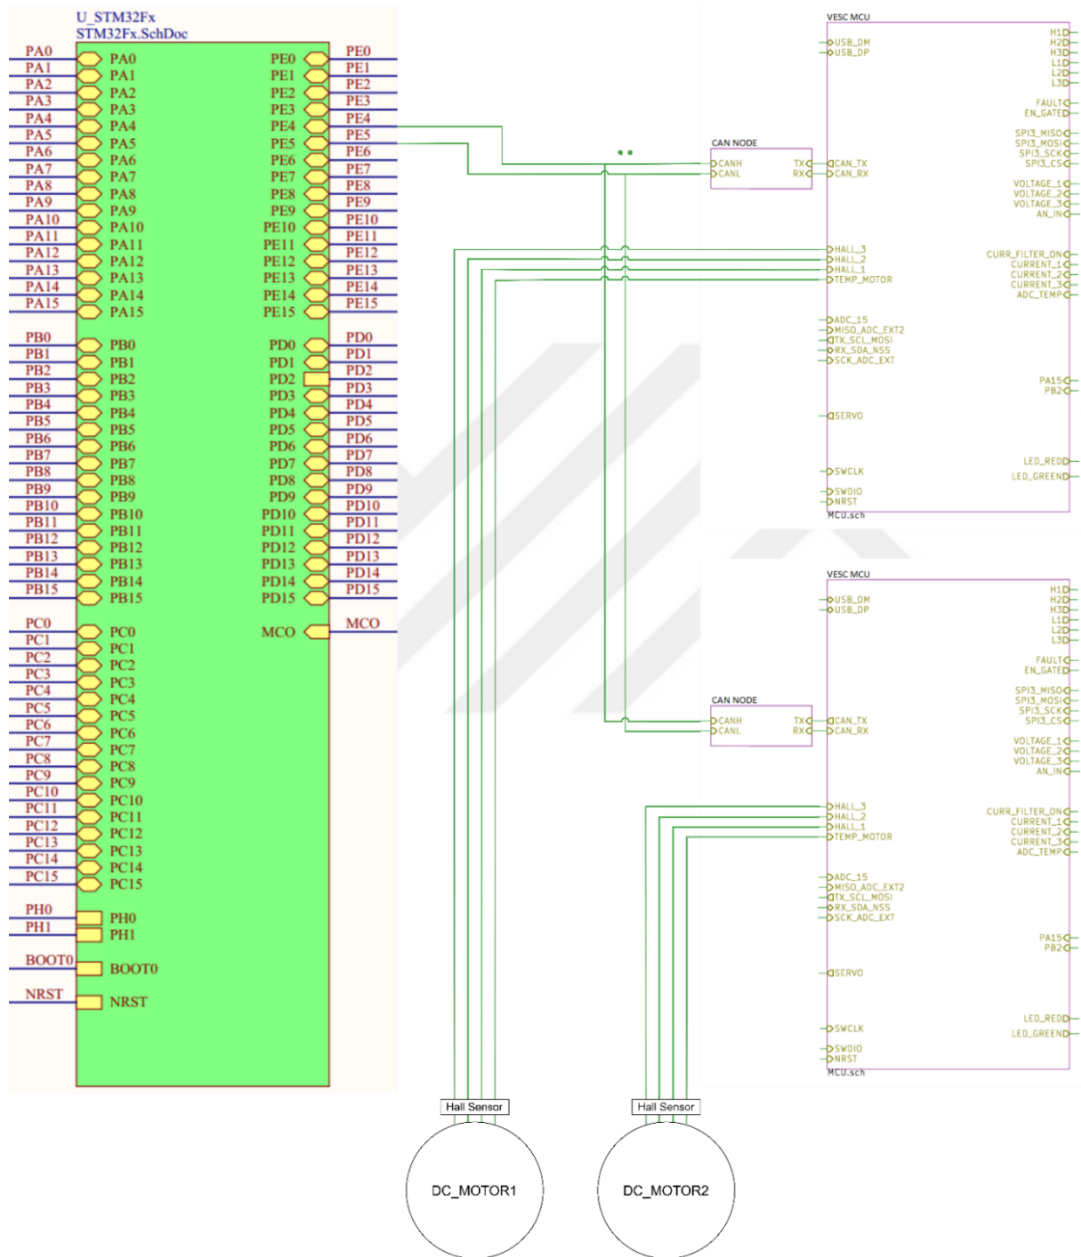 U_STM32Fx
STM32Fx.SchDoc
PA0 PA0 PE0 PE0
PA1 PA1 PE1 PE1
PA2 PA2 PE2 PE2
PA3 PA3 PE3 PE3
PA4 PA4 PE4 PE4
PA5 PA5 PE5 PE5
PA6 PA6 PE6 PE6
PA7 PA7 PE7 PE7
PA8 PA8 PE8 PE8
PA9 PA9 PE9 PE9
PA10 PA10 PE10 PE10
PA11 PA11 PE11 PE11
PA12 PA12 PE12 PE12
PA13 PA13 PE13 PE13
PA14 PA14 PE14 PE14
PA15 PA15 PE15 PE15
PB0 PB0 PD0 PD0
PB1 PB1 PD1 PD1
PB2 PB2 PD2 PD2
PB3 PB3 PD3 PD3
PB4 PB4 PD4 PD4
PB5 PB5 PD5 PD5
PB6 PB6 PD6 PD6
PB7 PB7 PD7 PD7
PB8 PB8 PD8 PD8
PB9 PB9 PD9 PD9
PB10 PB10 PD10 PD10
PB11 PB11 PD11 PD11
PB12 PB12 PD12 PD12
PB13 PB13 PD13 PD13
PB14 PB14 PD14 PD14
PB15 PB15 PD15 PD15
PC0 PC0 MCO MCO
PC1 PC1
PC2 PC2
PC3 PC3
PC4 PC4
PC5 PC5
PC6 PC6
PC7 PC7
PC8 PC8
PC9 PC9
PC10 PC10
PC11 PC11
PC12 PC12
PC13 PC13
PC14 PC14
PC15 PC15
PH0 PH0
PH1 PH1
BOOT0 BOOT0
NRST NRST
CAN NODE
CANH TX
CANL RX
VESC MCU
USB_DM
USB_DP
CAN_TX
CAN_RX
HALL_3
HALL_2
HALL_1
TEMP_MOTOR
ADC_15
MISO_ADC_EXT2
TX_SCL_MOSI
RX_SDA_NSS
SCK_ADC_EXT
SERVO
SWCLK
SWDIO
NRST
H1
H2
H3
L1
L2
L3
FAULT
EN_GATE
SPI3_MISO
SPI3_MOSI
SPI3_SCK
SPI3_CS
VOLTAGE_1
VOLTAGE_2
VOLTAGE_3
AN_IN
CURR_FILTER_ON
CURRENT_1
CURRENT_2
CURRENT_3
ADC_TEMP
PA15
PB2
LED_RED
LED_GREEN
MCU.sch
CAN NODE
CANH TX
CANL RX
VESC MCU
USB_DM
USB_DP
CAN_TX
CAN_RX
HALL_3
HALL_2
HALL_1
TEMP_MOTOR
ADC_15
MISO_ADC_EXT2
TX_SCL_MOSI
RX_SDA_NSS
SCK_ADC_EXT
SERVO
SWCLK
SWDIO
NRST
H1
H2
H3
L1
L2
L3
FAULT
EN_GATE
SPI3_MISO
SPI3_MOSI
SPI3_SCK
SPI3_CS
VOLTAGE_1
VOLTAGE_2
VOLTAGE_3
AN_IN
CURR_FILTER_ON
CURRENT_1
CURRENT_2
CURRENT_3
ADC_TEMP
PA15
PB2
LED_RED
LED_GREEN
MCU.sch
Hall Sensor
DC_MOTOR1
Hall Sensor
DC_MOTOR2